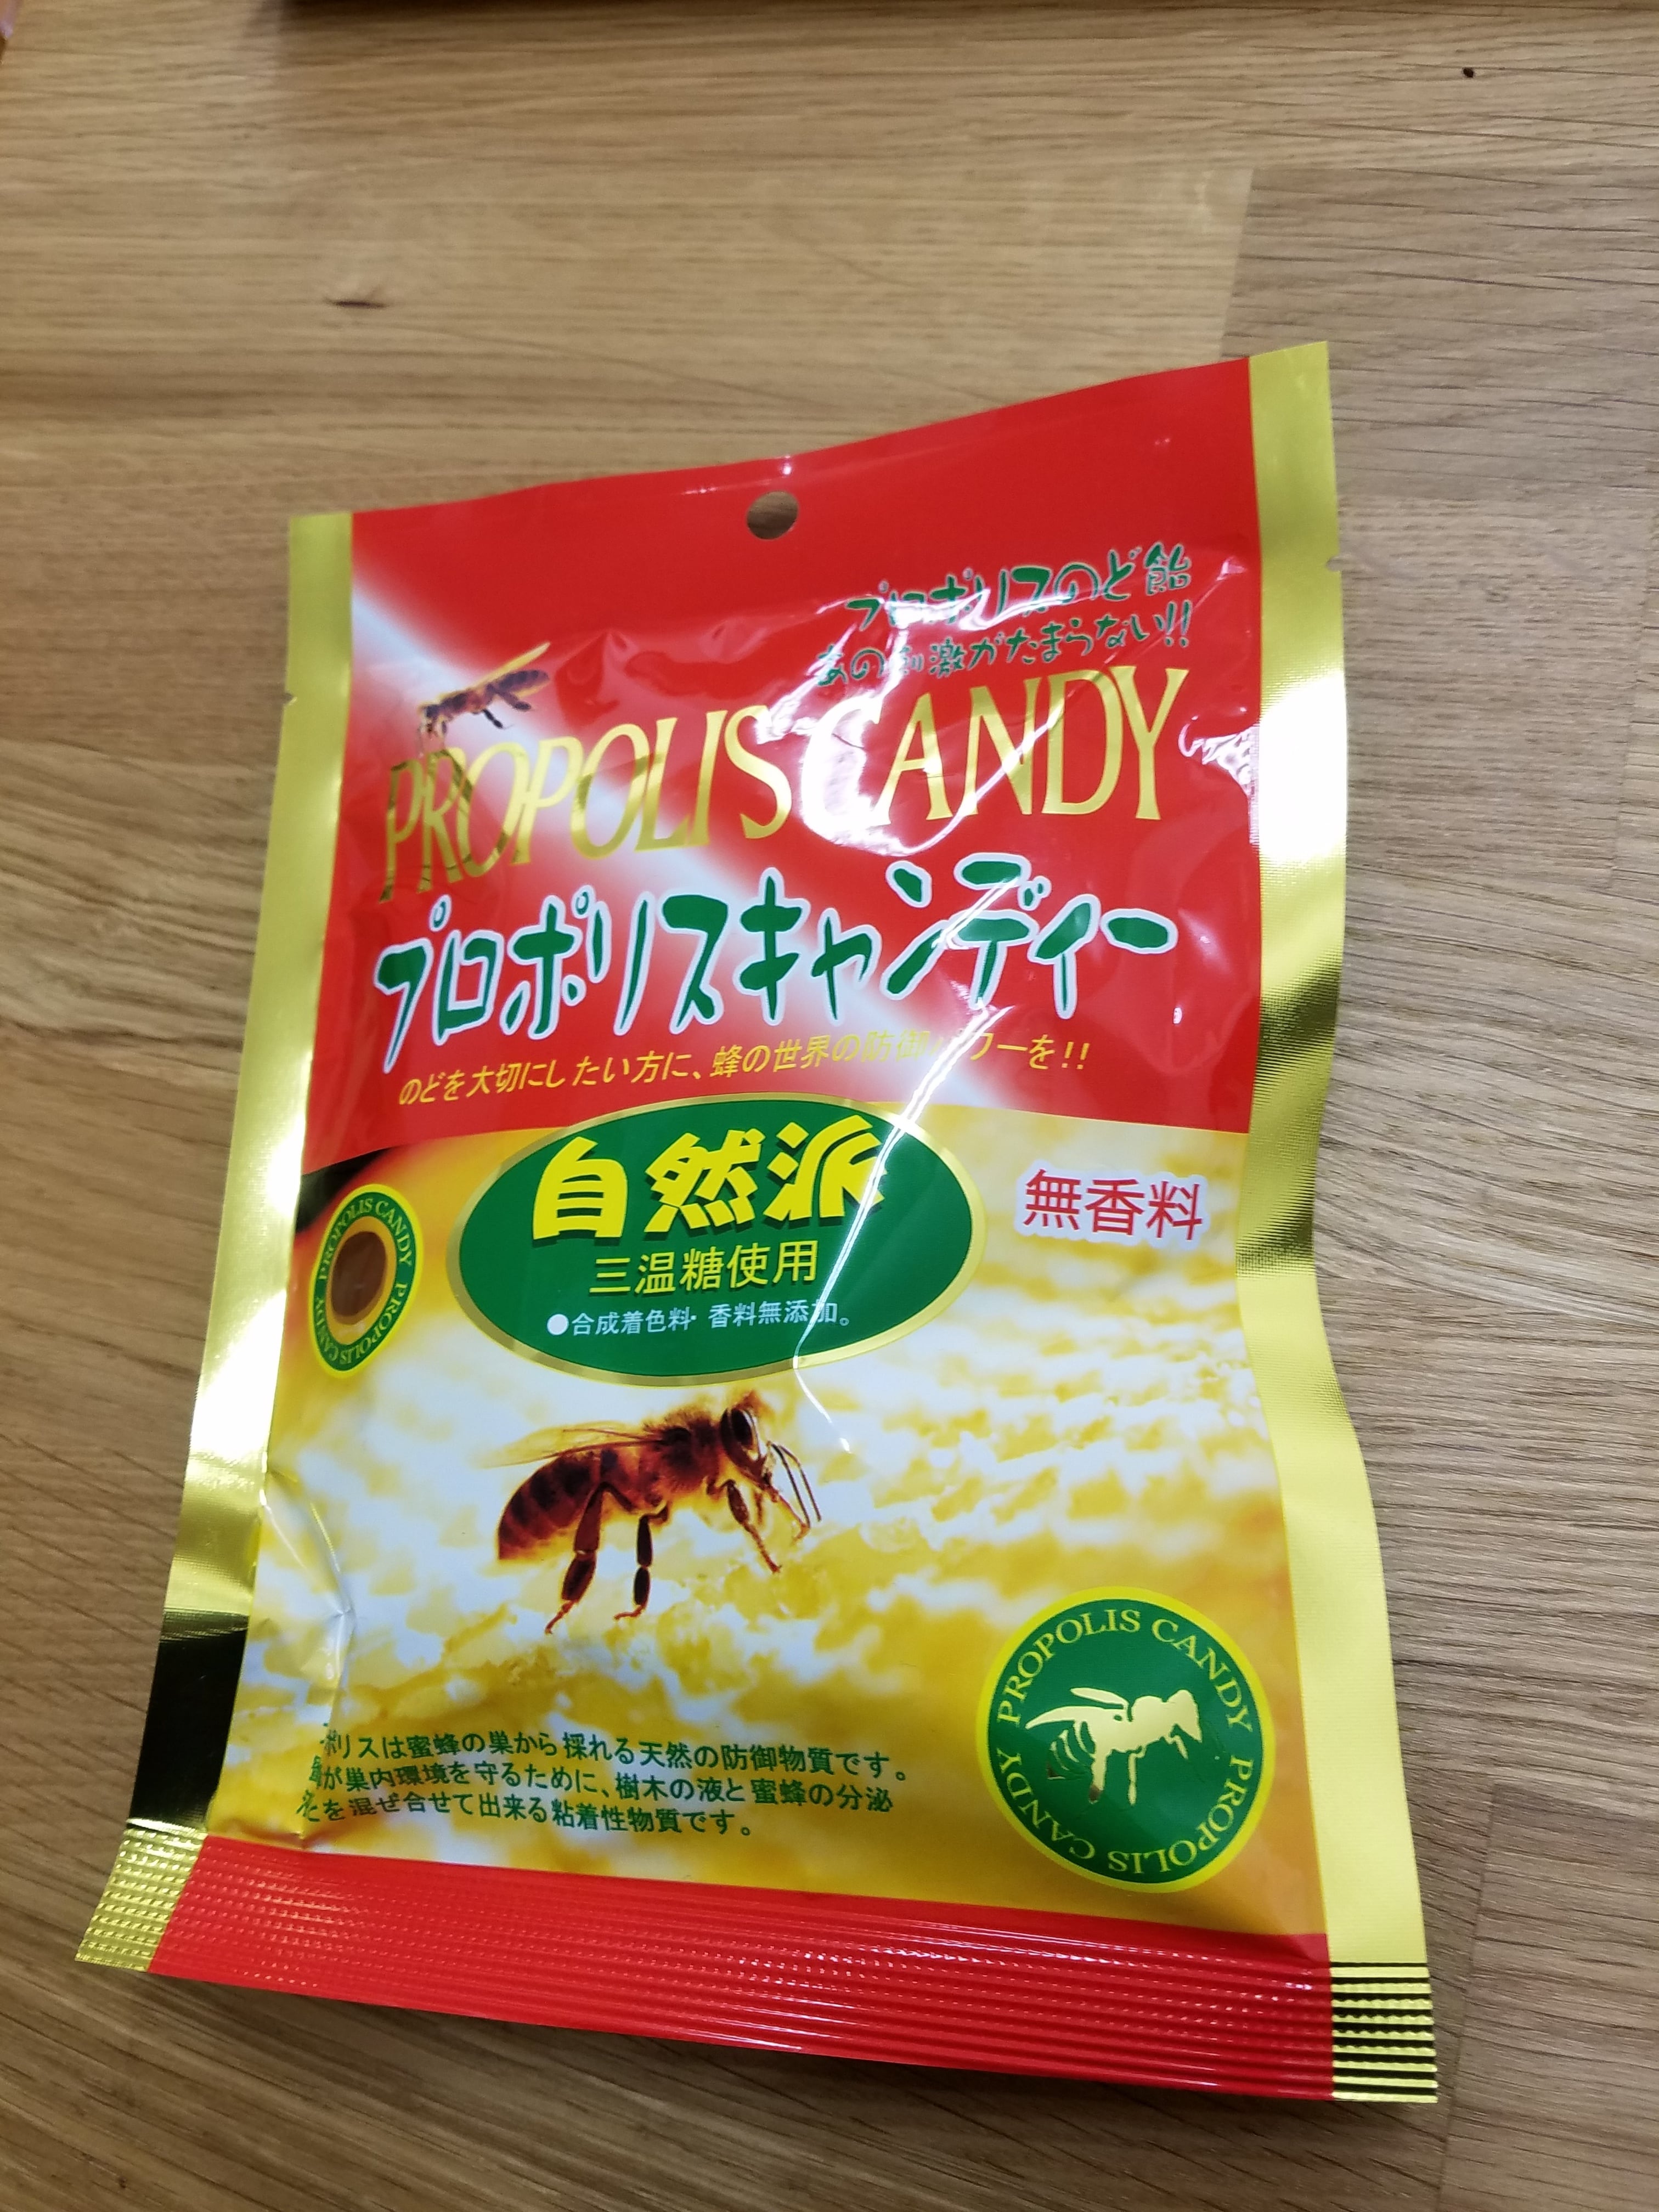 プロポリスのど飴
あの刺激がたまらない!!
PROPOLIS CANDY
プロポリスキャンディー
のどを大切にしたい方に、蜂の世界の防御パワーを!!
自然派
三温糖使用
●合成着色料・香料無添加。
無香料
PROPOLIS CANDY PROPOLIS CANDY
ポリスは蜜蜂の巣から採れる天然の防御物質です。
が巣内環境を守るために、樹木の液と蜜蜂の分泌
とを混ぜ合せて出来る粘着性物質です。
PROPOLIS CANDY PROPOLIS CANDY